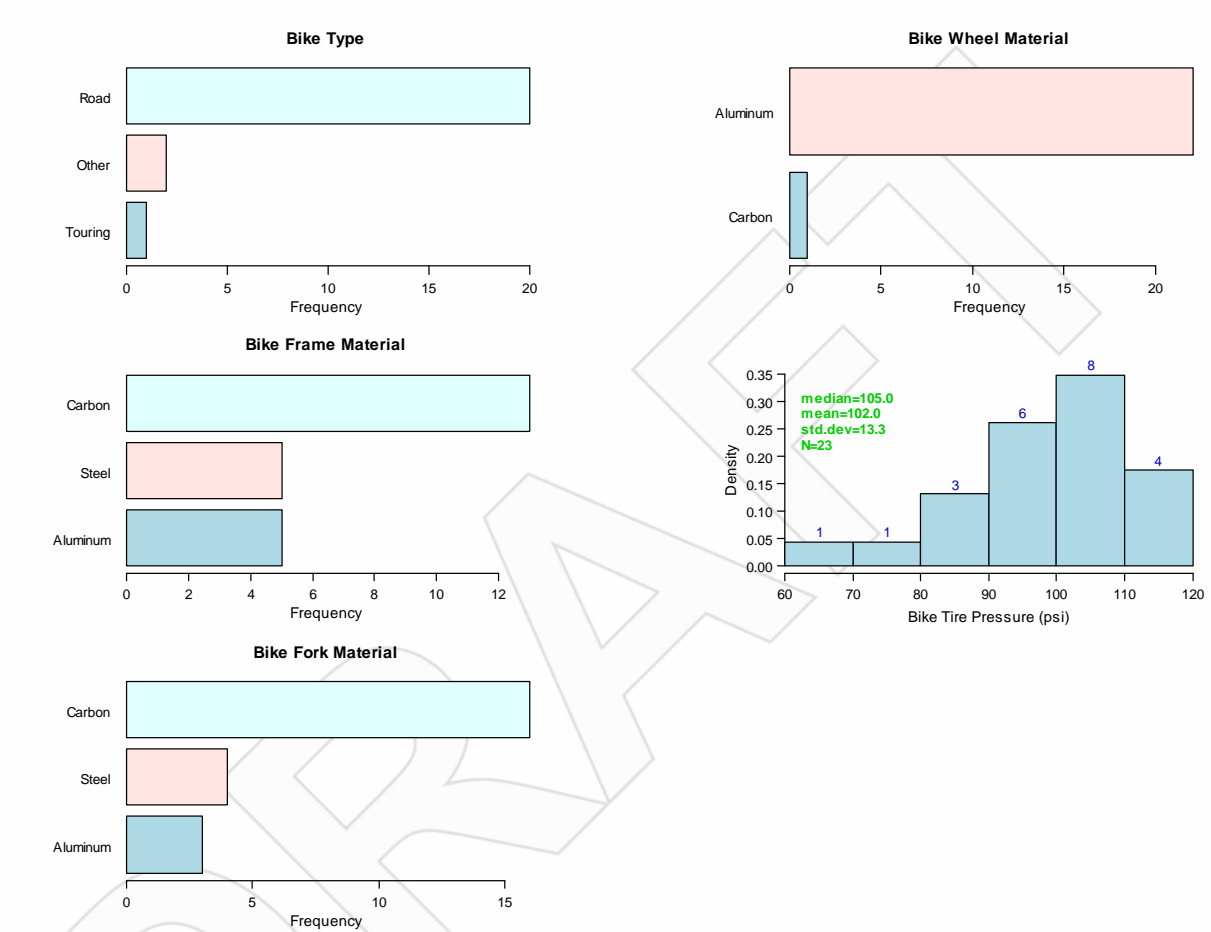 Bike Type
Road
Other
Touring
0 5 10 15 20
Frequency
Bike Wheel Material
Aluminum
Carbon
0 5 10 15 20
Frequency
Bike Frame Material
Carbon
Steel
Aluminum
0 2 4 6 8 10 12
Frequency
0.35
0.30
0.25
0.20
0.15
0.10
0.05
0.00
Density
median=105.0
mean=102.0
std.dev=13.3
N=23
1 1 3 6 8 4
60 70 80 90 100 110 120
Bike Tire Pressure (psi)
Bike Fork Material
Carbon
Steel
Aluminum
0 5 10 15
Frequency
DRAFT